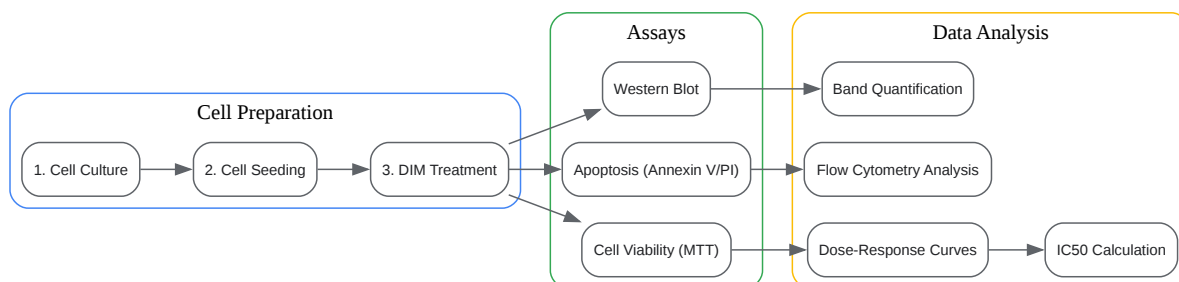 Cell Preparation
1. Cell Culture
2. Cell Seeding
3. DIM Treatment
Assays
Western Blot
Apoptosis (Annexin V/PI)
Cell Viability (MTT)
Data Analysis
Band Quantification
Flow Cytometry Analysis
Dose-Response Curves
IC50 Calculation